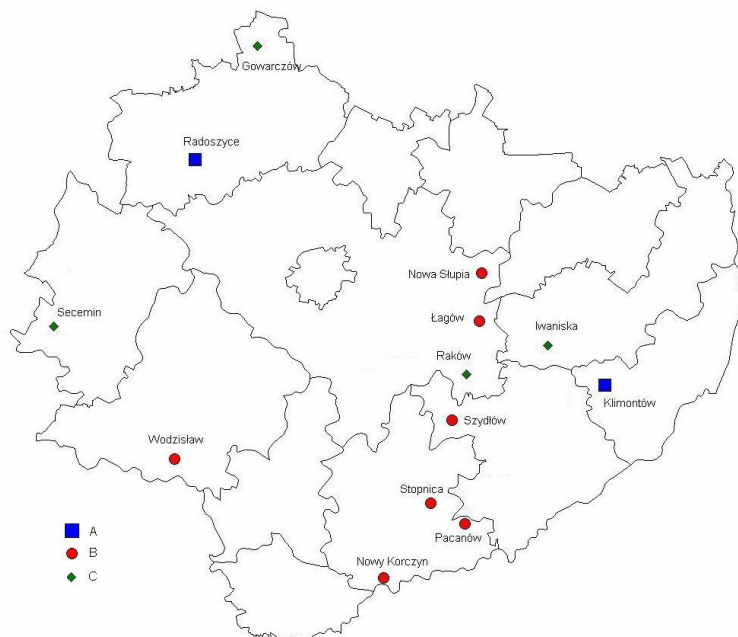 Gowarczów
Radoszyce
Nowa Słupia
Secemin
Łagów
Iwaniska
Raków
Klimontów
Szydłów
Wodzisław
Stopnica
Pacanów
Nowy Korczyn
A
B
C